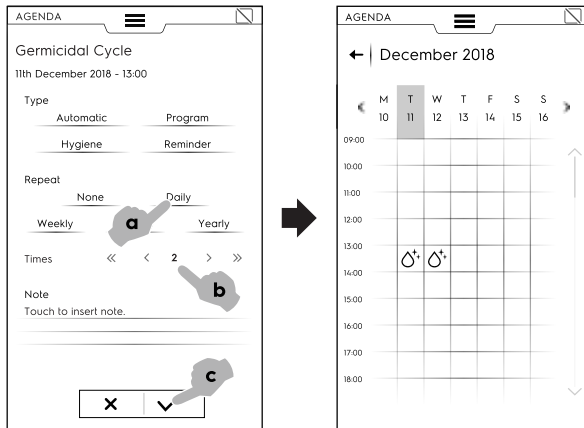 AGENDA
Germicidal Cycle
11th December 2018 - 13:00
Type
Automatic Program
Hygiene Reminder
Repeat
None Daily
a
Weekly Yearly
Times « < 2 > »
b
Note
Touch to insert note.
c
AGENDA
December 2018
M T W T F S S
10 11 12 13 14 15 16
09:00
10:00
11:00
12:00
13:00
14:00
15:00
16:00
17:00
18:00